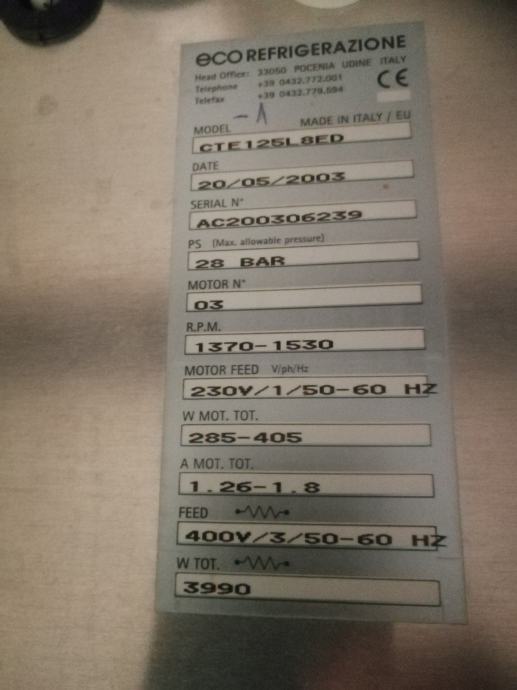 eco REFRIGERAZIONE
Head Office: 33050 POCENIA UDINE ITALY
Telephone +39 0432.772.001
Telefax +39 0432.779.594
CE
MODEL MADE IN ITALY / EU
CTE125L8ED
DATE
20/05/2003
SERIAL N°
AC200306239
PS (Max. allowable pressure)
28 BAR
MOTOR N°
03
R.P.M.
1370-1530
MOTOR FEED V/ph/Hz
230V/1/50-60 HZ
W MOT. TOT.
285-405
A MOT. TOT.
1.26-1.8
FEED
400V/3/50-60 HZ
W TOT.
3990